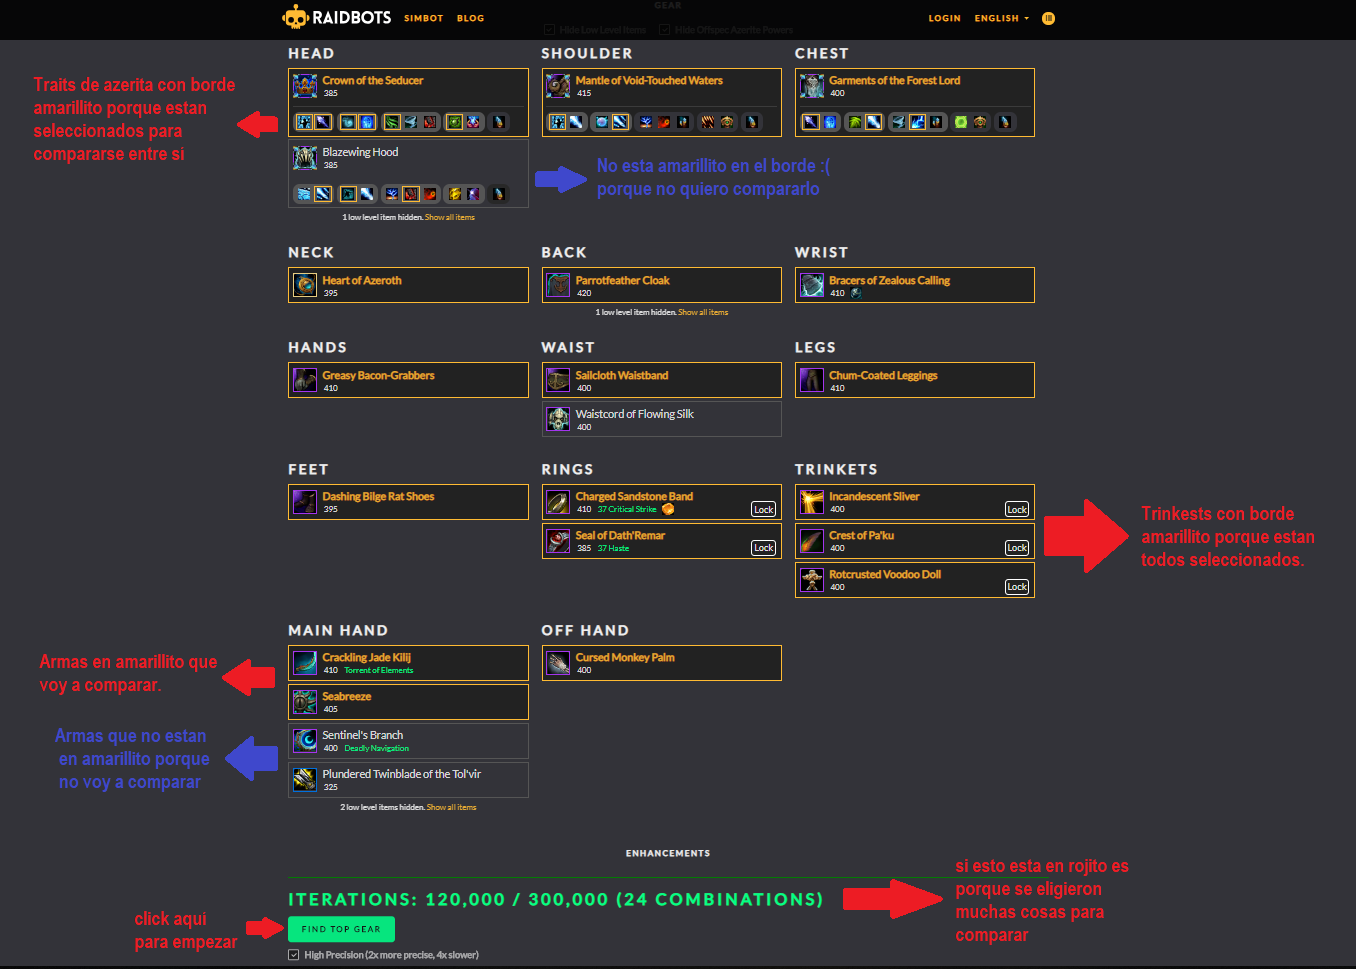 GEAR
RAIDBOTS SIMBOT BLOG LOGIN ENGLISH
Hide Low Level Items Hide Offspec Azerite Powers
HEAD
Crown of the Seducer
385
Blazewing Hood
385
1 low level item hidden. Show all items
SHOULDER
Mantle of Void-Touched Waters
415
CHEST
Garments of the Forest Lord
400
Traits de azerita con borde
amarillito porque estan
seleccionados para
compararse entre si
No esta amarillito en el borde :(
porque no quiero compararlo
NECK
Heart of Azeroth
395
BACK
Parrotfeather Cloak
420
1 low level item hidden. Show all items
WRIST
Bracers of Zealous Calling
410
HANDS
Greasy Bacon-Grabbers
410
WAIST
Sailcloth Waistband
400
Waistcord of Flowing Silk
400
LEGS
Chum-Coated Leggings
410
FEET
Dashing Bilge Rat Shoes
395
RINGS
Charged Sandstone Band
410 37 Critical Strike Lock
Seal of Dath'Remar
385 37 Haste Lock
TRINKETS
Incandescent Sliver
400 Lock
Crest of Pa'ku
400 Lock
Rotcrusted Voodoo Doll
400 Lock
Trinkests con borde
amarillito porque estan
todos seleccionados.
MAIN HAND
Crackling Jade Kilij
410 Torrent of Elements
Seabreeze
405
Sentinel's Branch
400 Deadly Navigation
Plundered Twinblade of the Tol'vir
325
2 low level items hidden. Show all items
OFF HAND
Cursed Monkey Palm
400
Armas en amarillito que
voy a comparar.
Armas que no estan
en amarillito porque
no voy a comparar
ENHANCEMENTS
ITERATIONS: 120,000 / 300,000 (24 COMBINATIONS)
FIND TOP GEAR
High Precision (2x more precise, 4x slower)
click aqui
para empezar
si esto esta en rojito es
porque se eligieron
muchas cosas para
comparar